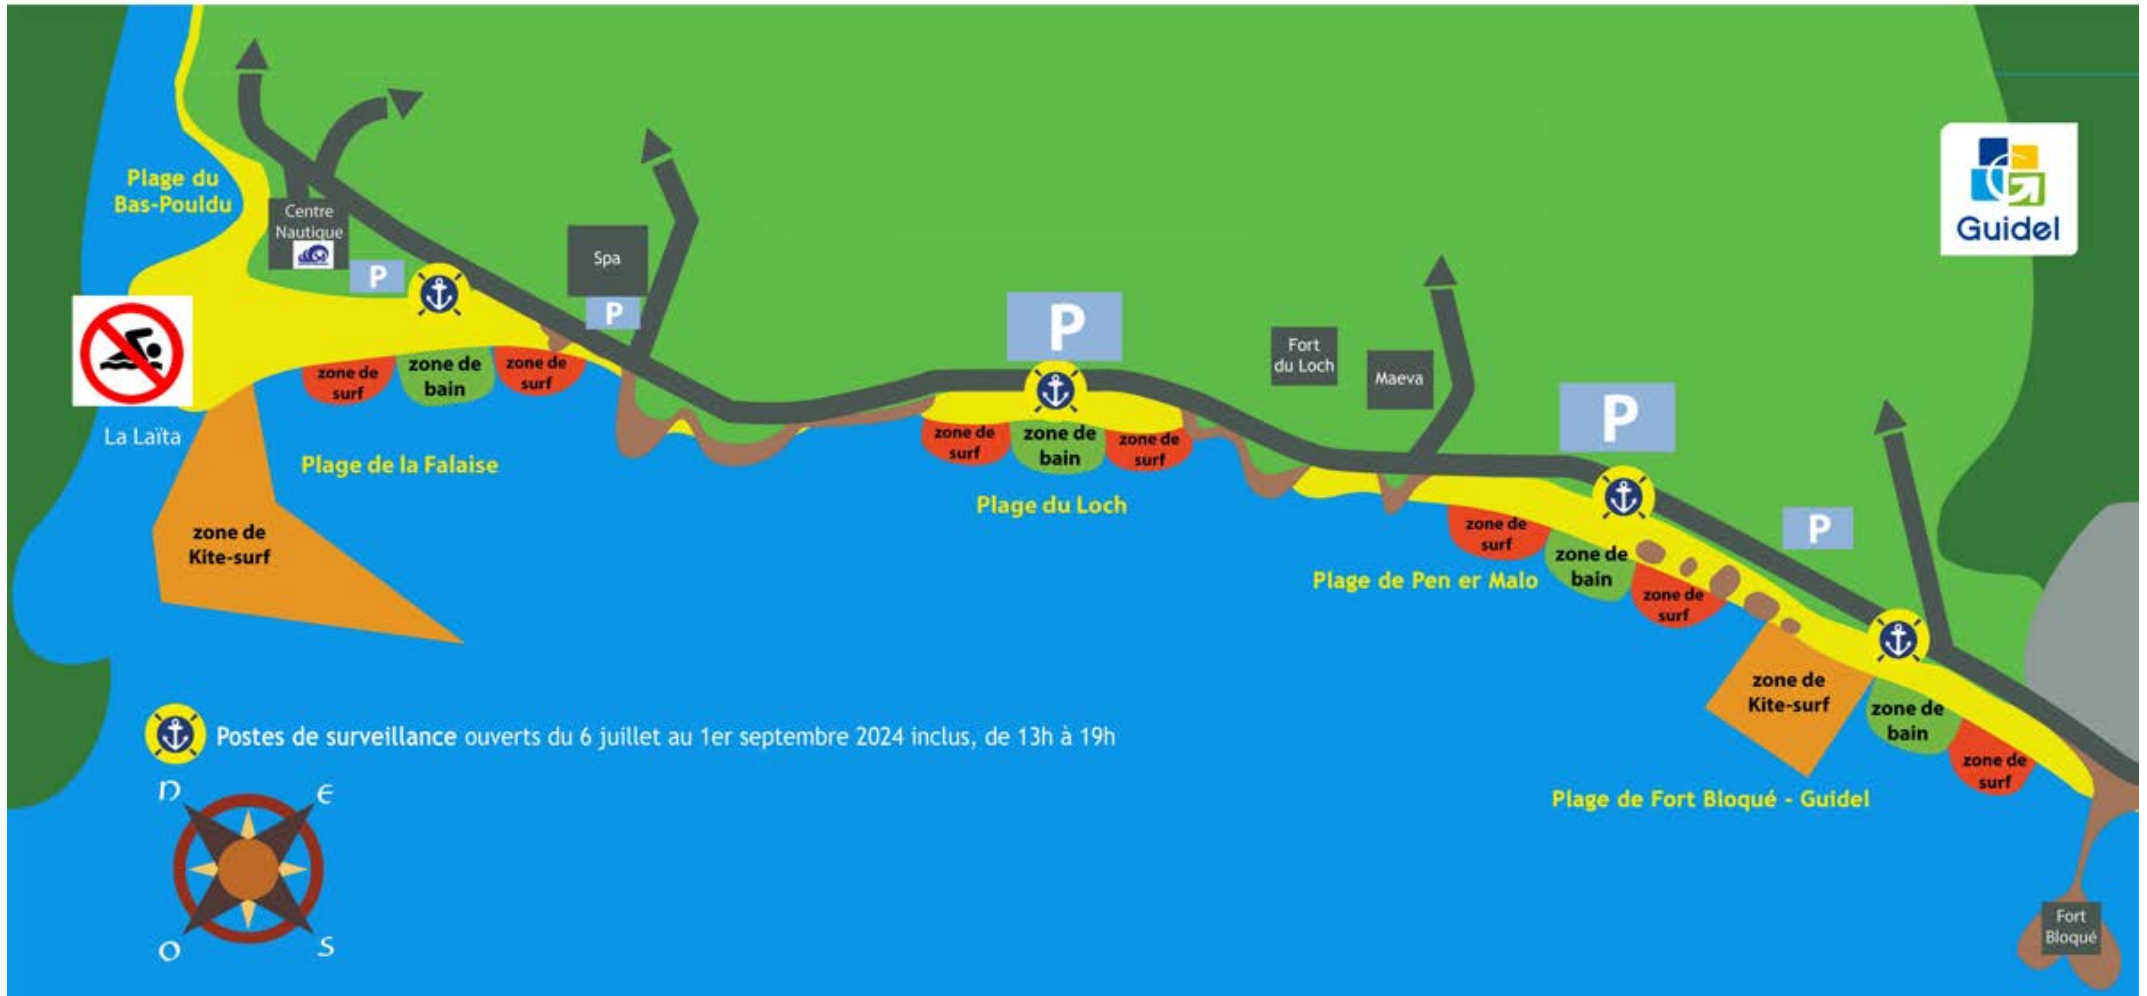 Plage du
Bas-Pouldu
Centre
Nautique
P
Spa
P
P
Fort
du Loch
Maeva
P
P
Guidel
La Laïta
zone de
surf
zone de
bain
zone de
surf
Plage de la Falaise
zone de
Kite-surf
zone de
surf
zone de
bain
zone de
surf
Plage du Loch
zone de
surf
zone de
bain
zone de
surf
Plage de Pen er Malo
zone de
Kite-surf
zone de
bain
zone de
surf
Plage de Fort Bloqué - Guidel
Fort
Bloqué
Postes de surveillance ouverts du 6 juillet au 1er septembre 2024 inclus, de 13h à 19h
N
E
O
S